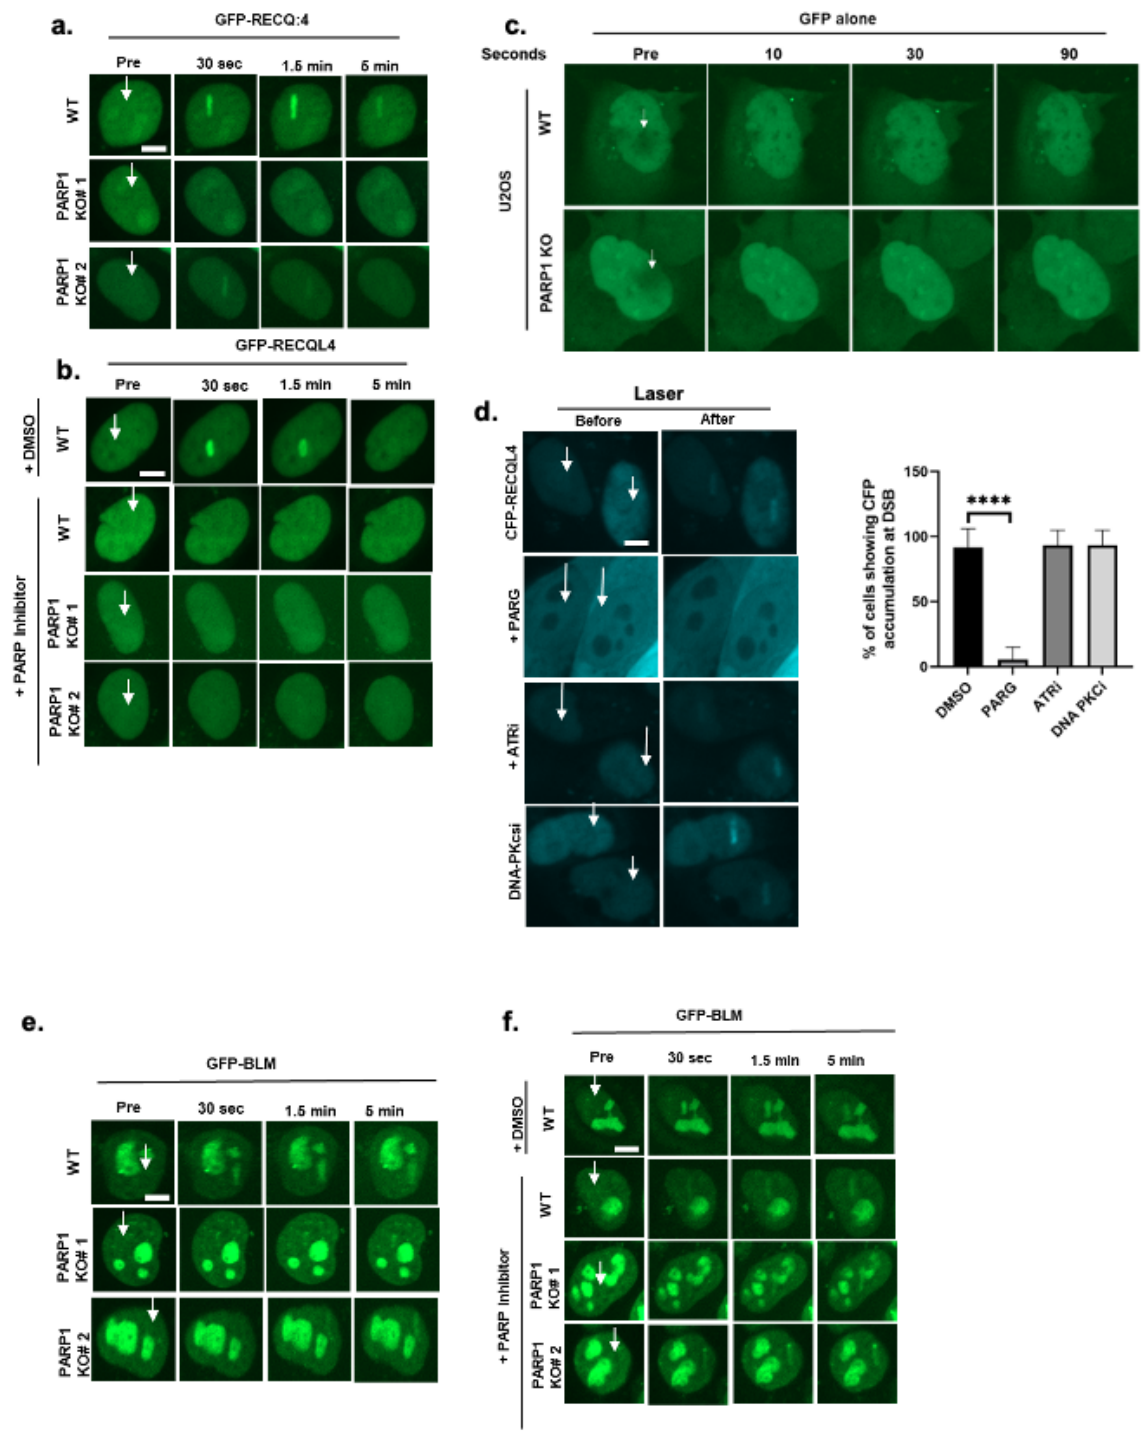 a.
GFP-RECQ:4
Pre 30 sec 1.5 min 5 min
WT
PARP1 KO# 1
PARP1 KO# 2
b.
GFP-RECQL4
Pre 30 sec 1.5 min 5 min
+ DMSO
WT
+ PARP Inhibitor
WT
PARP1 KO# 1
PARP1 KO# 2
c.
GFP alone
Seconds Pre 10 30 90
U2OS
WT
PARP1 KO
d.
Laser
Before After
CFP-RECQL4
+ PARG
+ ATRi
DNA-PKcsi
% of cells showing CFP
accumulation at DSB
150
100
50
0
****
DMSO PARG ATRi DNA PKCi
e.
GFP-BLM
Pre 30 sec 1.5 min 5 min
WT
PARP1 KO# 1
PARP1 KO# 2
f.
GFP-BLM
Pre 30 sec 1.5 min 5 min
+ DMSO
WT
+ PARP Inhibitor
WT
PARP1 KO# 1
PARP1 KO# 2